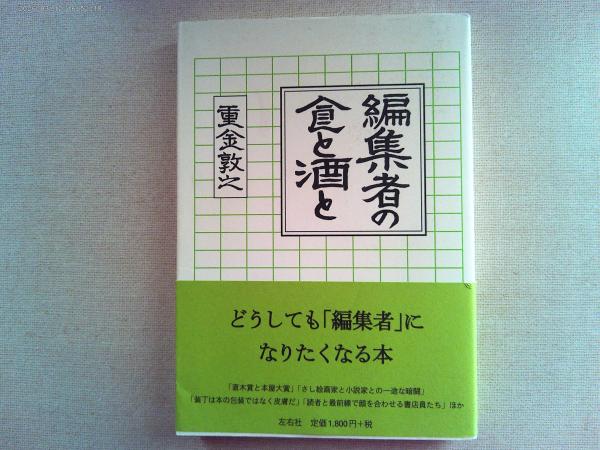 編集者の
食と酒と
重金敦之
どうしても「編集者」に
なりたくなる本
「直木賞と本屋大賞」「さし絵画家と小説家との一途な暗闘」
「装丁は本の包装ではなく皮膚だ」「読者と最前線で顔を合わせる書店員たち」ほか
左右社 定価1,800円+税